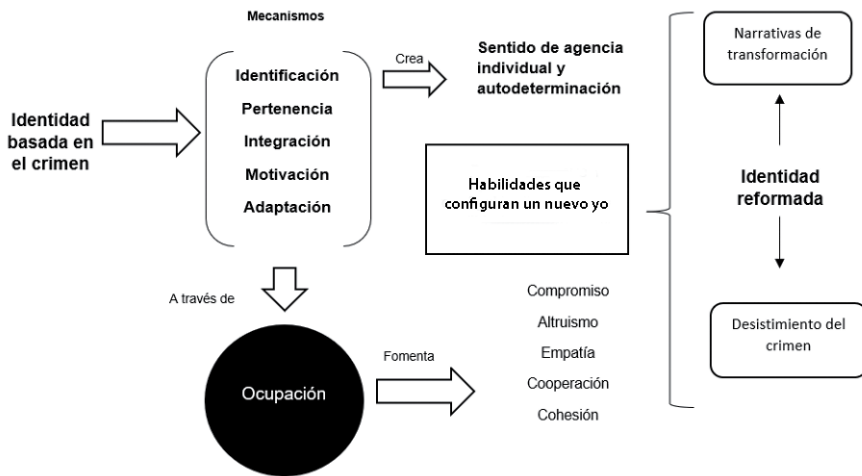 Mecanismos
Identidad
basada en
el crimen
Identificación
Pertenencia
Integración
Motivación
Adaptación
Crea
Sentido de agencia
individual y
autodeterminación
Habilidades que
configuran un nuevo yo
A través de
Ocupación
Fomenta
Compromiso
Altruismo
Empatía
Cooperación
Cohesión
Narrativas de
transformación
Identidad
reformada
Desistimiento del
crimen